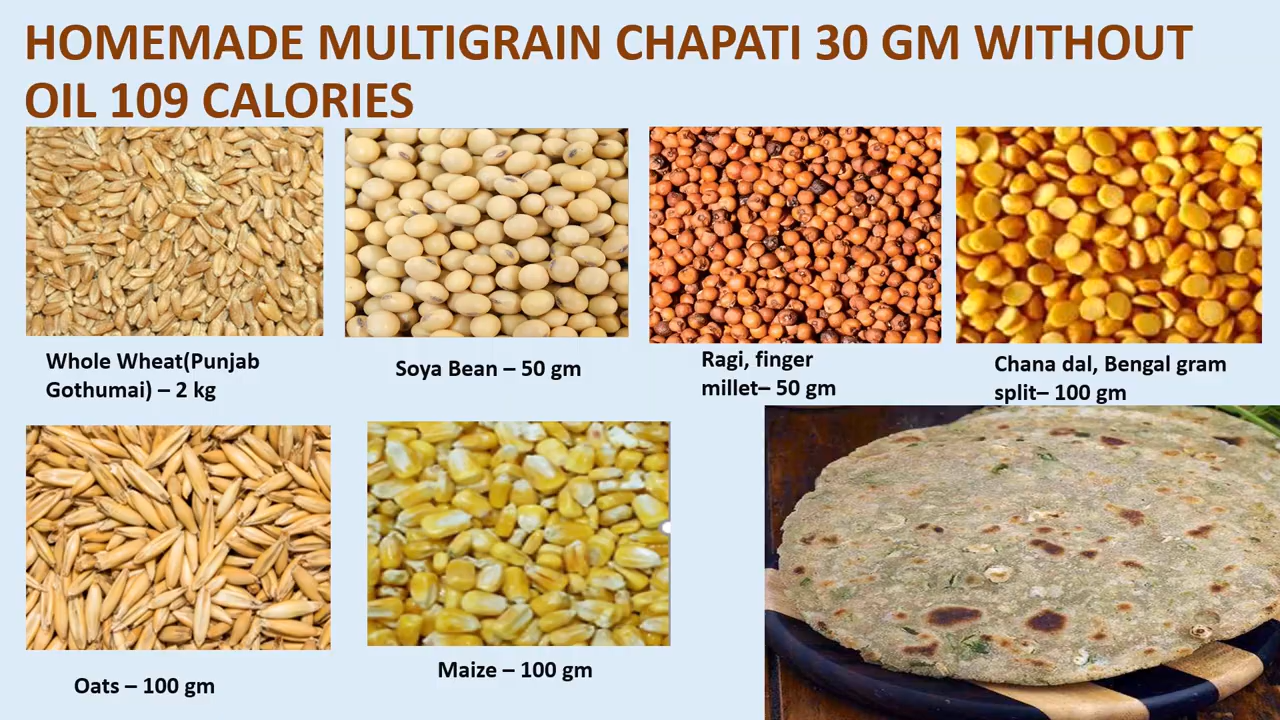 HOMEMADE MULTIGRAIN CHAPATI 30 GM WITHOUT
OIL 109 CALORIES
Whole Wheat(Punjab
Gothumai) – 2 kg
Soya Bean – 50 gm
Ragi, finger
millet– 50 gm
Chana dal, Bengal gram
split– 100 gm
Oats – 100 gm
Maize – 100 gm